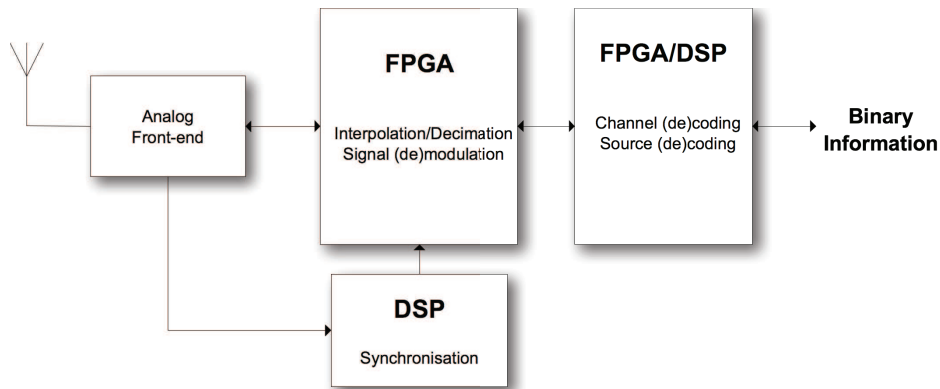 Analog
Front-end
FPGA
Interpolation/Decimation
Signal (de)modulation
FPGA/DSP
Channel (de)coding
Source (de)coding
Binary
Information
DSP
Synchronisation